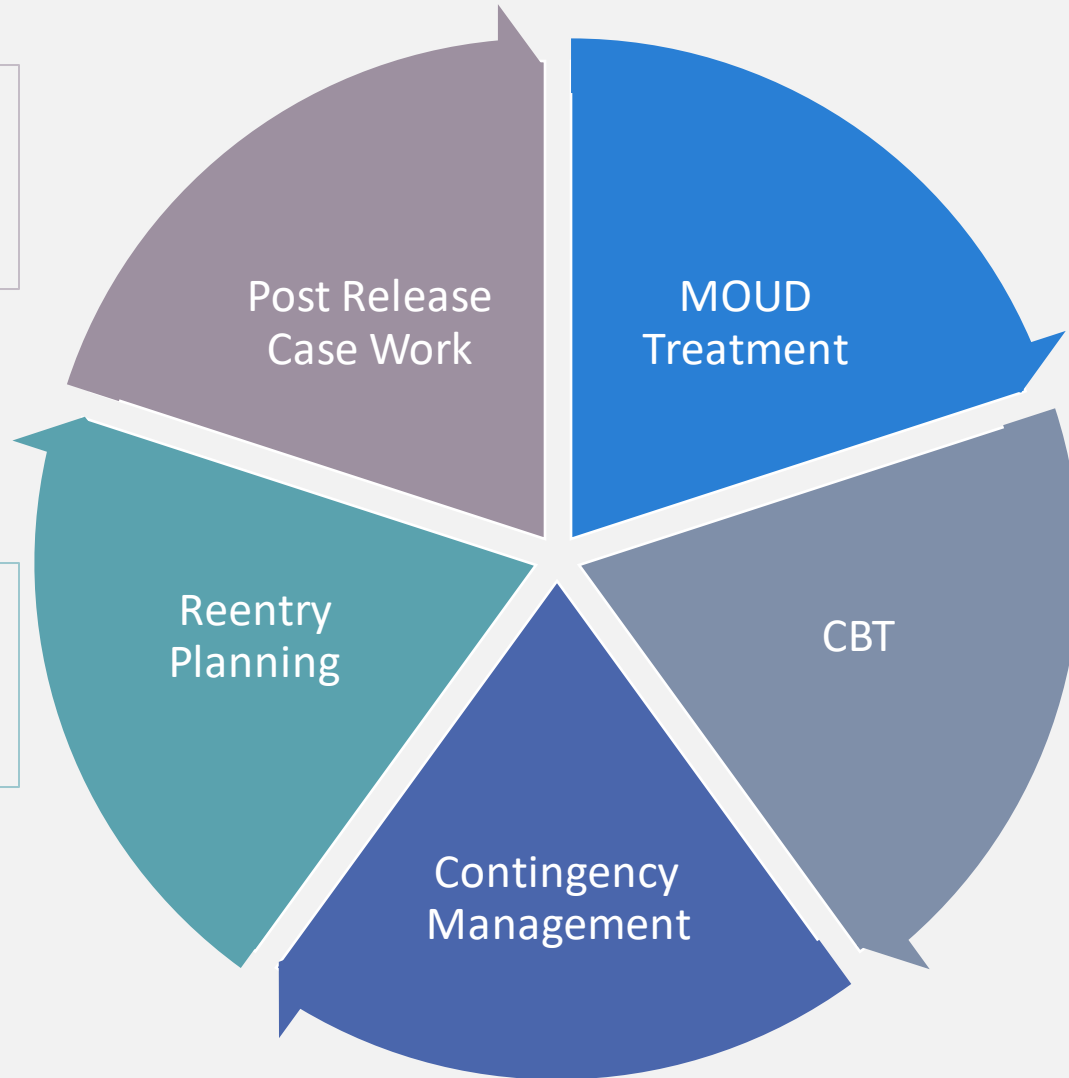 Post Release
Case Work
MOUD
Treatment
Reentry
Planning
CBT
Contingency
Management